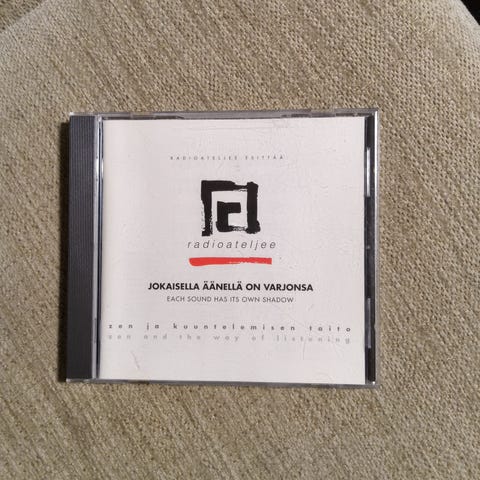 RADIOATELJEE ESITTÄÄ
radioateljee
JOKAISELLA ÄÄNELLÄ ON VARJONSA
EACH SOUND HAS ITS OWN SHADOW
zen ja kuuntelemisen taito
zen and the way of listening